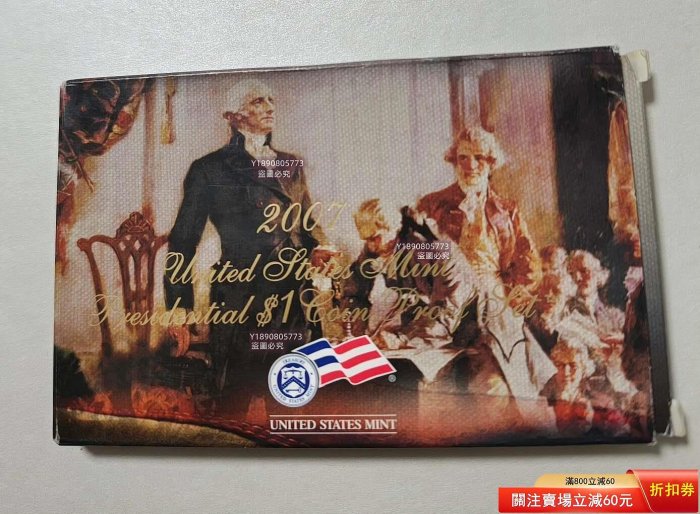 Y1890805773
盜圖必究
2007
Y1890805773
盜圖必究
United States Mint
Presidential $1 Coin Proof Set
Y1890805773
盜圖必究
®
UNITED STATES MINT
滿800立減60
關注賣場立減60元
折扣券